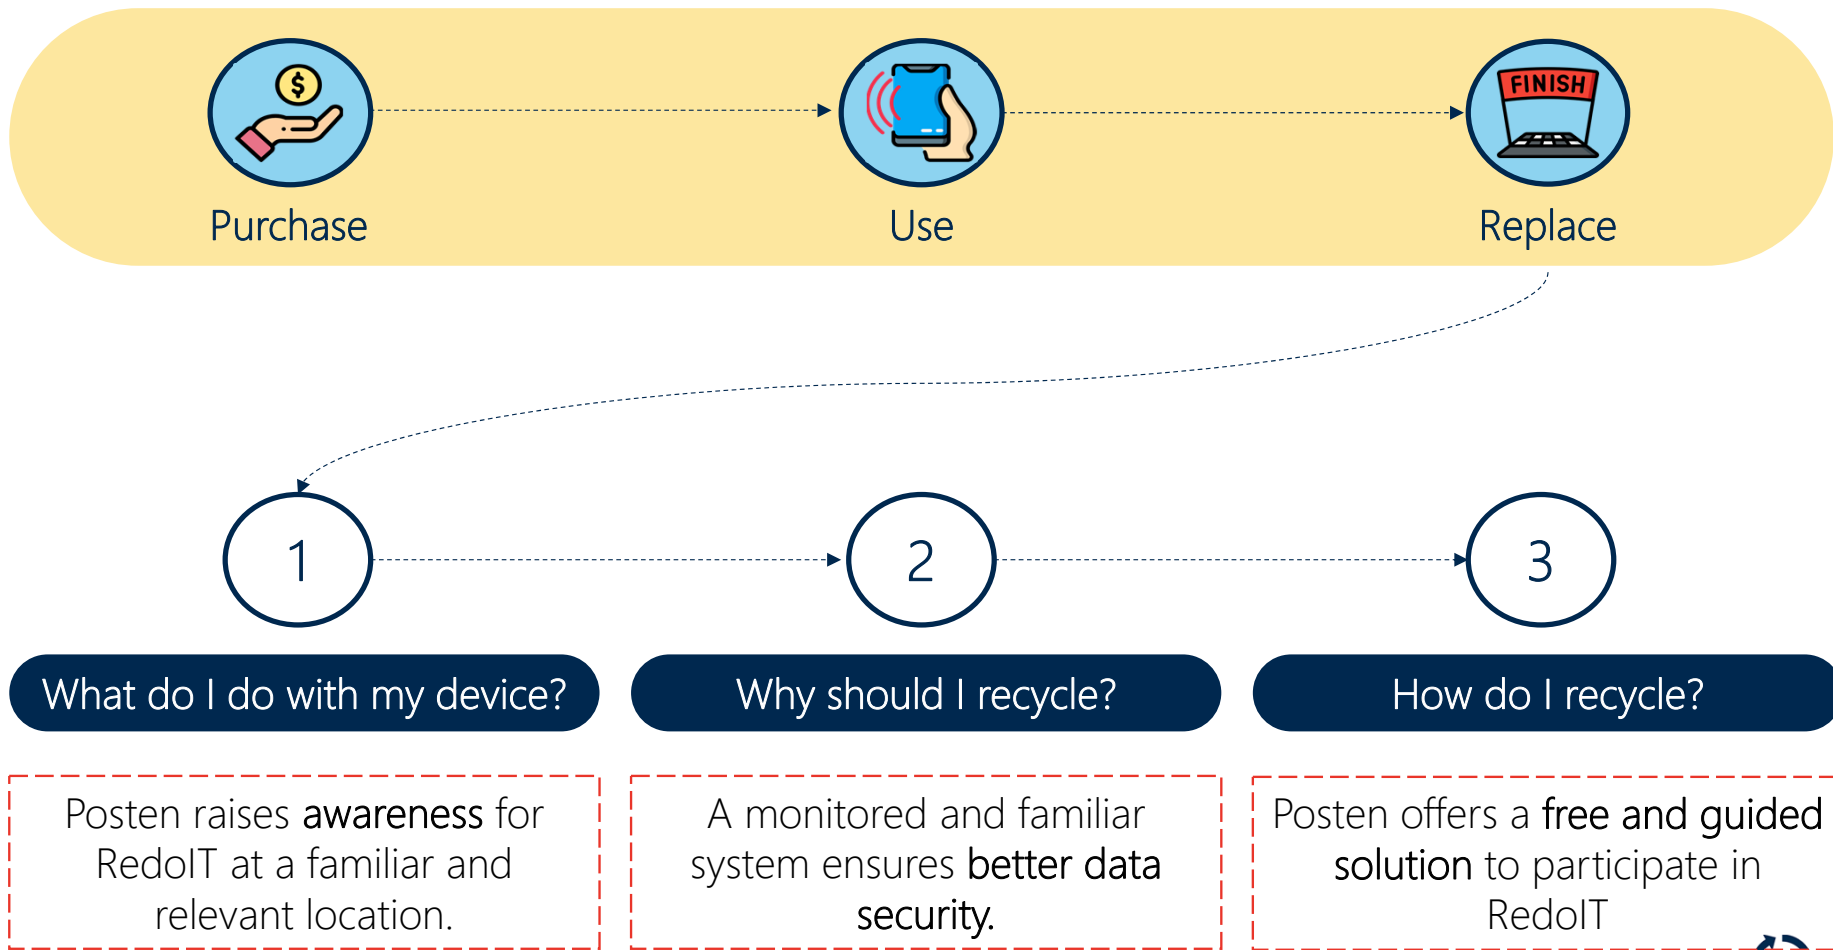 $
FINISH
Purchase
Use
Replace
1
2
3
What do I do with my device?
Why should I recycle?
How do I recycle?
Posten raises awareness for
RedoIT at a familiar and
relevant location.
A monitored and familiar
system ensures better data
security.
Posten offers a free and guided
solution to participate in
RedoIT